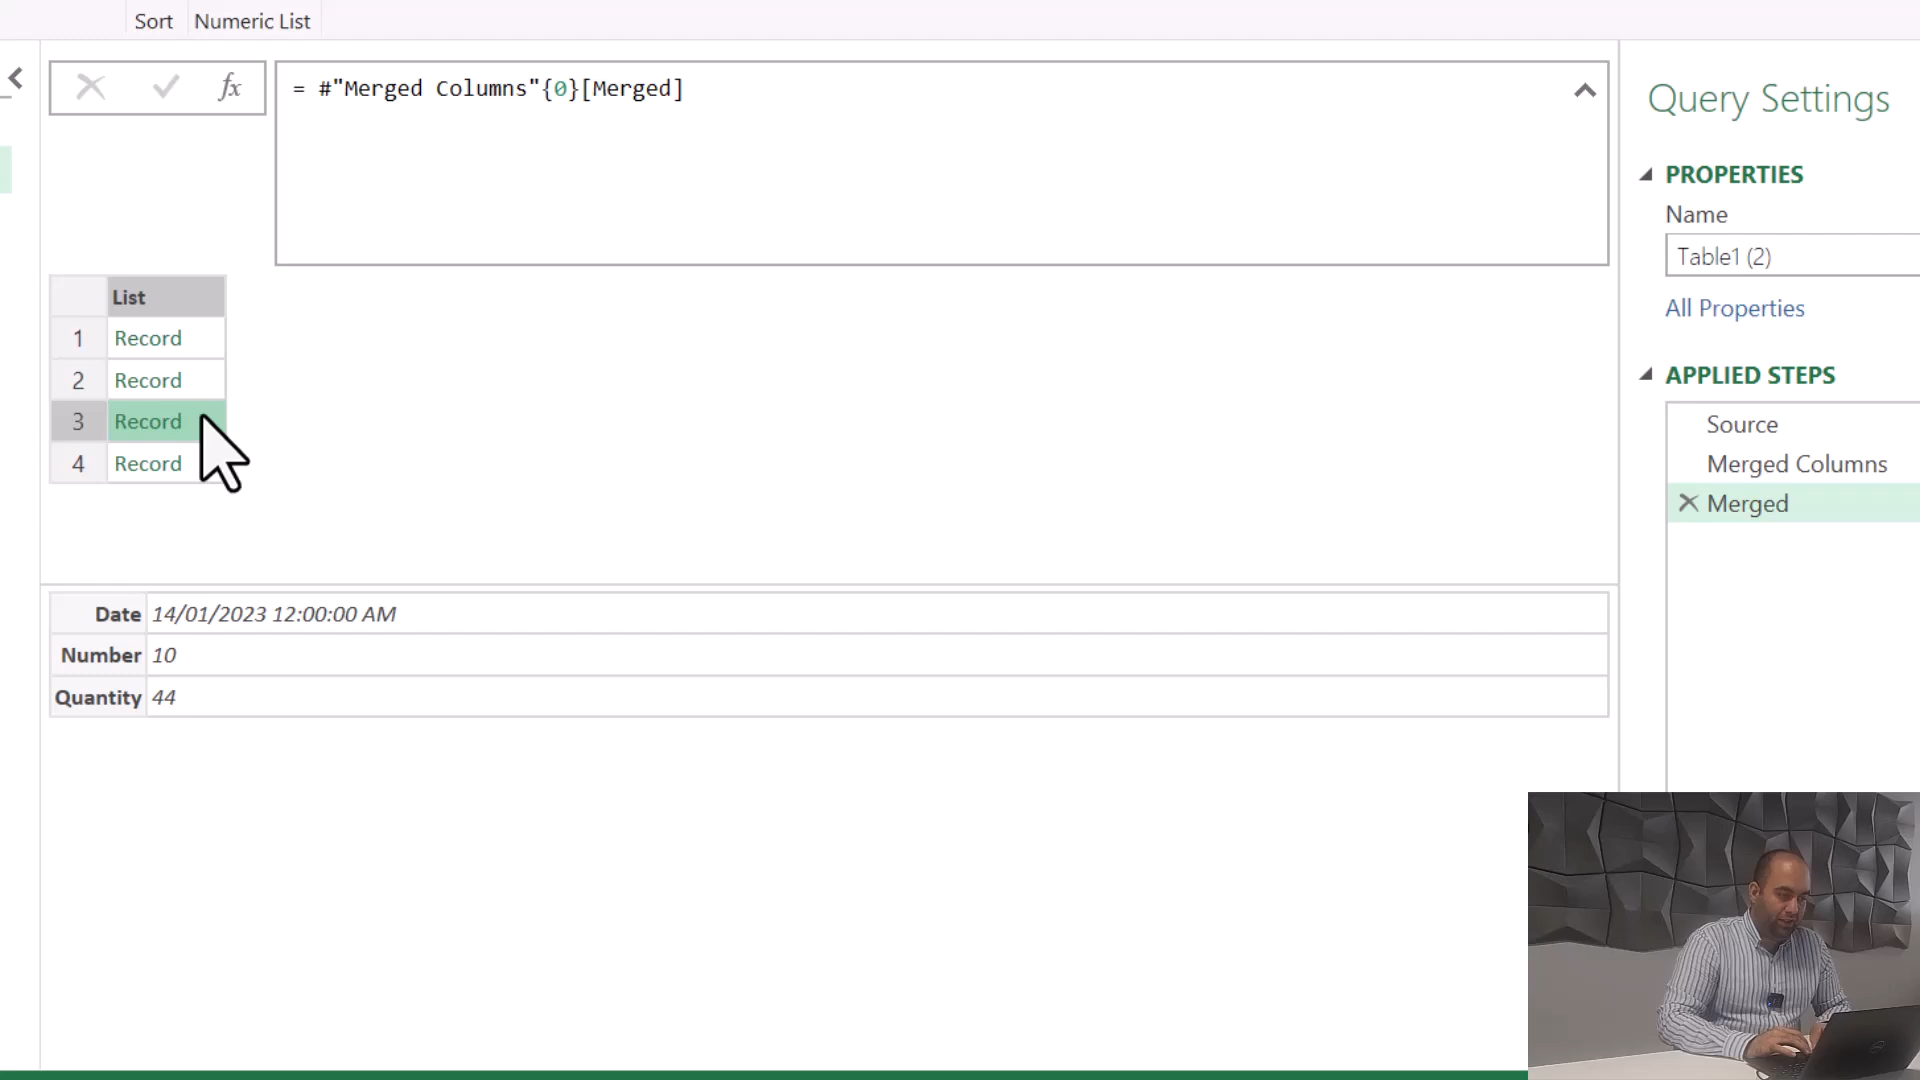 Sort Numeric List
fx = #"Merged Columns"{0}[Merged]
Query Settings
PROPERTIES
Name
Table1 (2)
All Properties
List
1 Record
2 Record
3 Record
4 Record
APPLIED STEPS
Source
Merged Columns
Merged
Date 14/01/2023 12:00:00 AM
Number 10
Quantity 44